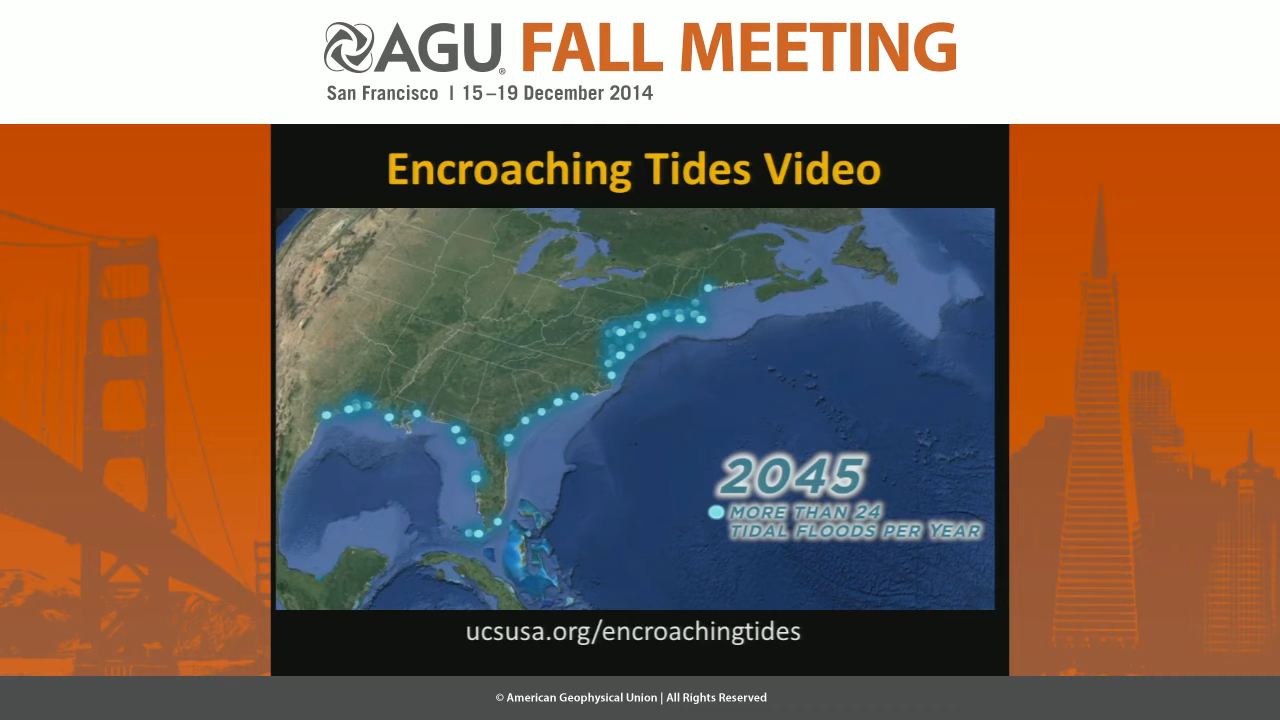 AGU® FALL MEETING
San Francisco | 15–19 December 2014
Encroaching Tides Video
2045
MORE THAN 24
TIDAL FLOODS PER YEAR
ucsusa.org/encroachingtides
© American Geophysical Union | All Rights Reserved